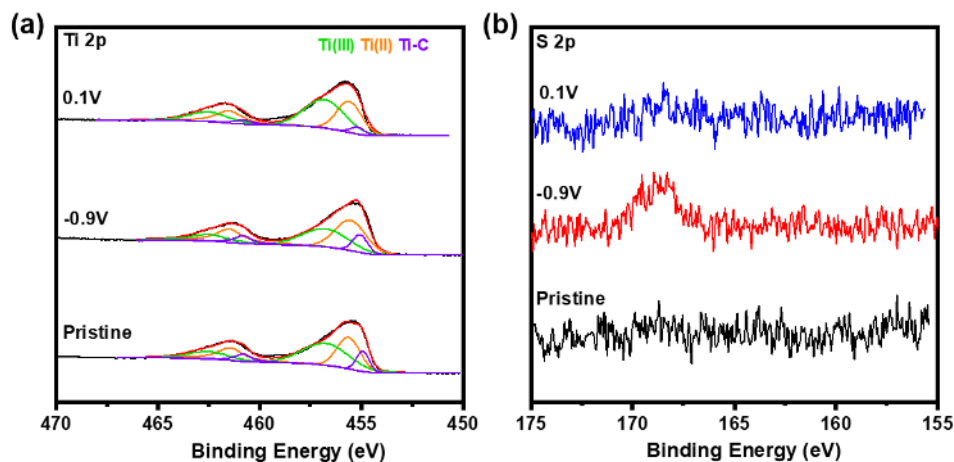 (a)
Ti 2p
Ti(III) Ti(II) Ti-C
0.1V
-0.9V
Pristine
470 465 460 455 450
Binding Energy (eV)
(b)
S 2p
0.1V
-0.9V
Pristine
175 170 165 160 155
Binding Energy (eV)